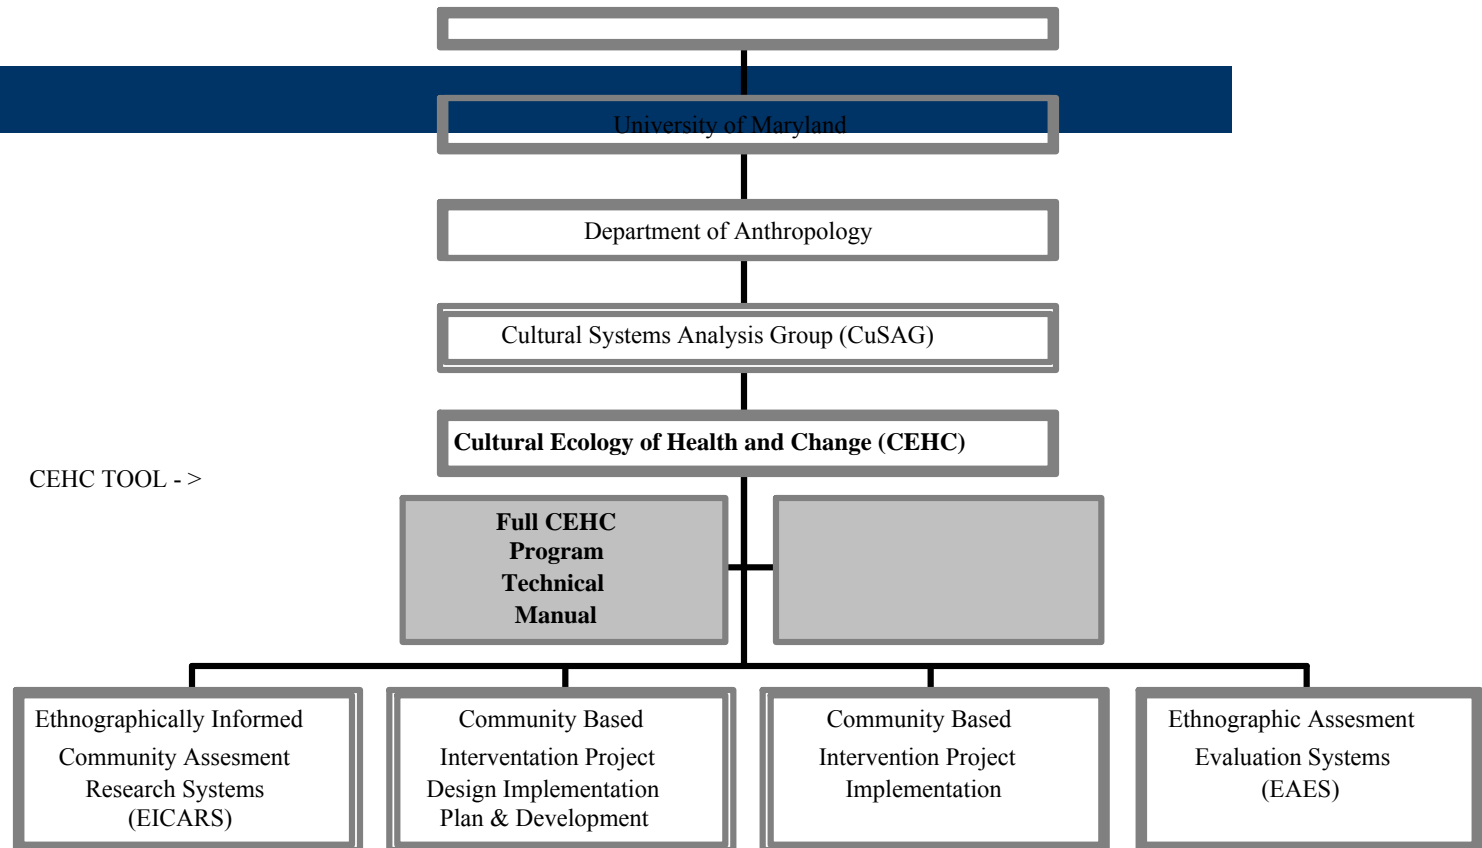 University of Maryland
Department of Anthropology
Cultural Systems Analysis Group (CuSAG)
Cultural Ecology of Health and Change (CEHC)
CEHC TOOL - >
Full CEHC
Program
Technical
Manual
Ethnographically Informed
Community Assesment
Research Systems
(EICARS)
Community Based
Interventation Project
Design Implementation
Plan & Development
Community Based
Intervention Project
Implementation
Ethnographic Assesment
Evaluation Systems
(EAES)